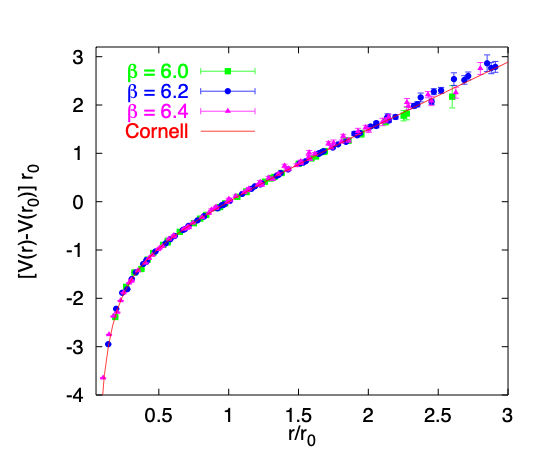 β = 6.0
β = 6.2
β = 6.4
Cornell
[V(r)-V(r₀)] r₀
3
2
1
0
-1
-2
-3
-4
0.5 1 1.5 2 2.5 3
r/r₀